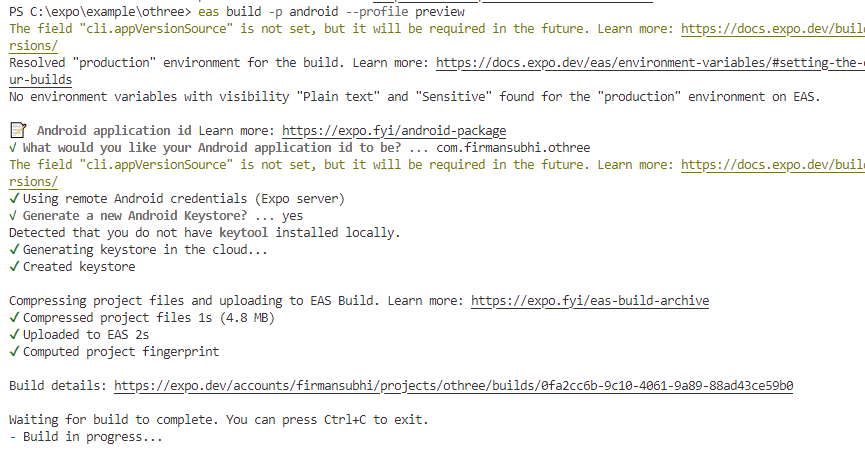 PS C:\expo\example\othree> eas build -p android --profile preview
The field "cli.appVersionSource" is not set, but it will be required in the future. Learn more: https://docs.expo.dev/buil
rsions/
Resolved "production" environment for the build. Learn more: https://docs.expo.dev/eas/environment-variables/#setting-the-e
ur-builds
No environment variables with visibility "Plain text" and "Sensitive" found for the "production" environment on EAS.
📝 Android application id Learn more: https://expo.fyi/android-package
√ What would you like your Android application id to be? ... com.firmansubhi.othree
The field "cli.appVersionSource" is not set, but it will be required in the future. Learn more: https://docs.expo.dev/buil
rsions/
✔ Using remote Android credentials (Expo server)
√ Generate a new Android Keystore? ... yes
Detected that you do not have keytool installed locally.
✔ Generating keystore in the cloud...
✔ Created keystore
Compressing project files and uploading to EAS Build. Learn more: https://expo.fyi/eas-build-archive
✔ Compressed project files 1s (4.8 MB)
✔ Uploaded to EAS 2s
✔ Computed project fingerprint
Build details: https://expo.dev/accounts/firmansubhi/projects/othree/builds/0fa2cc6b-9c10-4061-9a89-88ad43ce59b0
Waiting for build to complete. You can press Ctrl+C to exit.
- Build in progress...